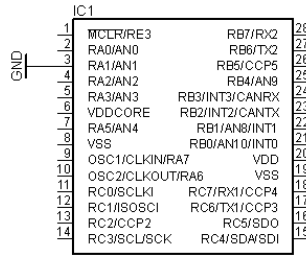 IC1
1 MCLR/RE3 RB7/RX2 28
2 RA0/AN0 RB6/TX2 27
3 RA1/AN1 RB5/CCP5 26
4 RA2/AN2 RB4/AN9 25
5 RA3/AN3 RB3/INT3/CANRX 24
6 VDDCORE RB2/INT2/CANTX 23
7 RA5/AN4 RB1/AN8/INT1 22
8 VSS RB0/AN10/INT0 21
9 OSC1/CLKIN/RA7 VDD 20
10 OSC2/CLKOUT/RA6 VSS 19
11 RC0/SCLKI RC7/RX1/CCP4 18
12 RC1/ISOSCI RC6/TX1/CCP3 17
13 RC2/CCP2 RC5/SDO 16
14 RC3/SCL/SCK RC4/SDA/SDI 15
GND